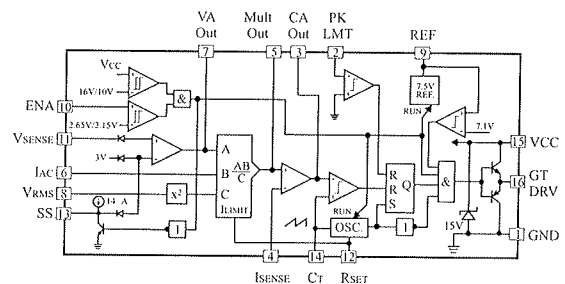 VA Out
Mult Out
CA Out
PK LMT
REF
7
5
3
2
9
VCC
16V/10V
&
7.5V REF.
RUN
ENA 10
2.65V/2.15V
7.1V
VSENSE 11
15 VCC
3V
A
IAC 6
B
AB/C
R
R
S
Q
&
16 GT DRV
VRMS 8
X²
C
14 A
SS 13
ILIMIT
RUN
OSC.
1
1
15V
1 GND
4
14
12
ISENSE
CT
RSET